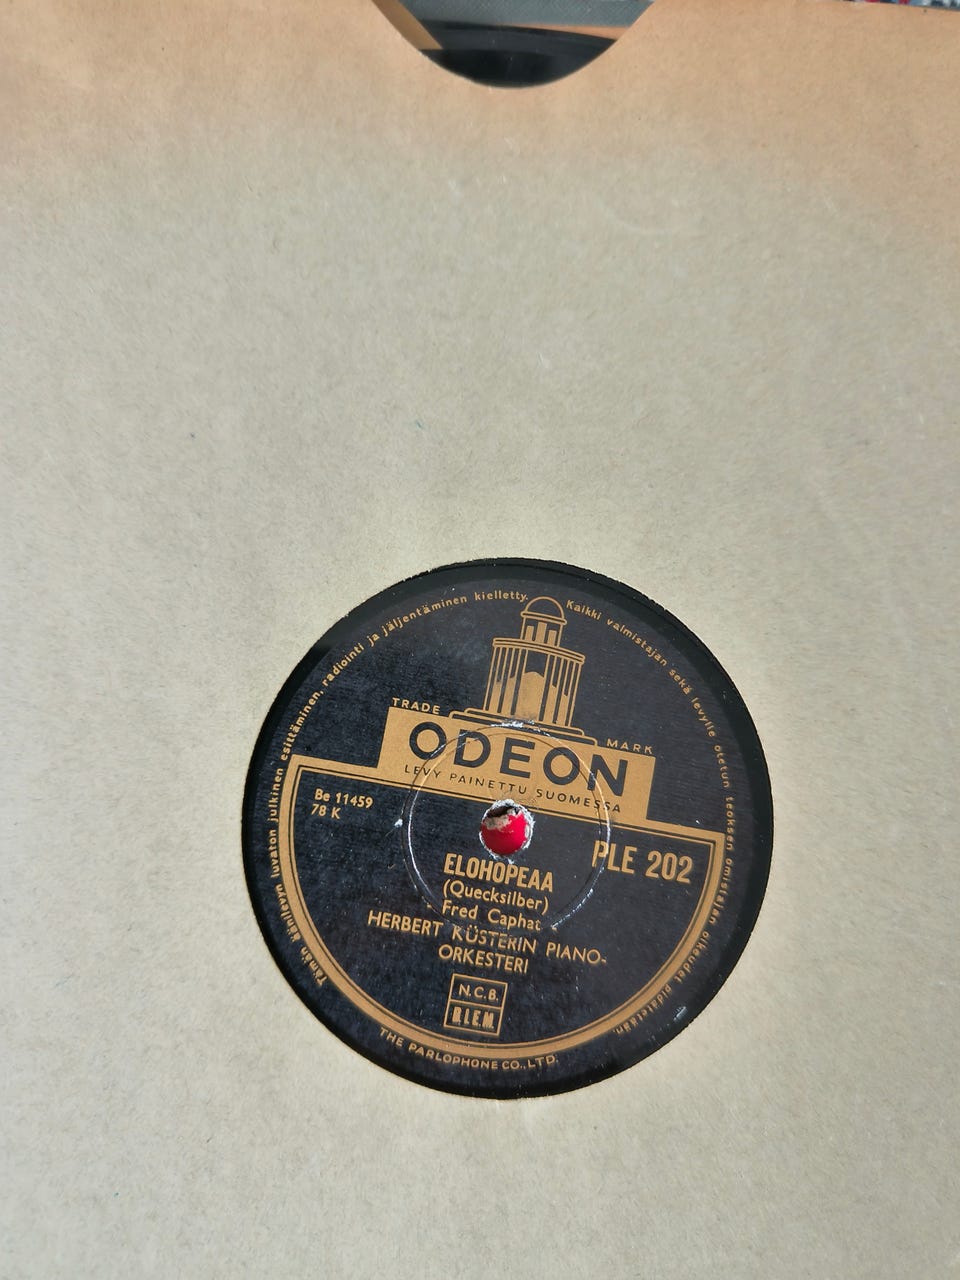 Tämän äänilevyn luvaton julkinen esittäminen, radiointi ja jäljentäminen kielletty. Kaikki valmistajan sekä levylle otetun teoksen omistajan oikeudet pidätetään.
TRADE MARK
ODEON
LEVY PAINETTU SUOMESSA
Be 11459
78 K
PLE 202
ELOHOPEAA
(Quecksilber)
Fred Caphat
HERBERT KÜSTERIN PIANO-
ORKESTERI
N.C.B.
B.I.E.M.
THE PARLOPHONE CO., LTD.